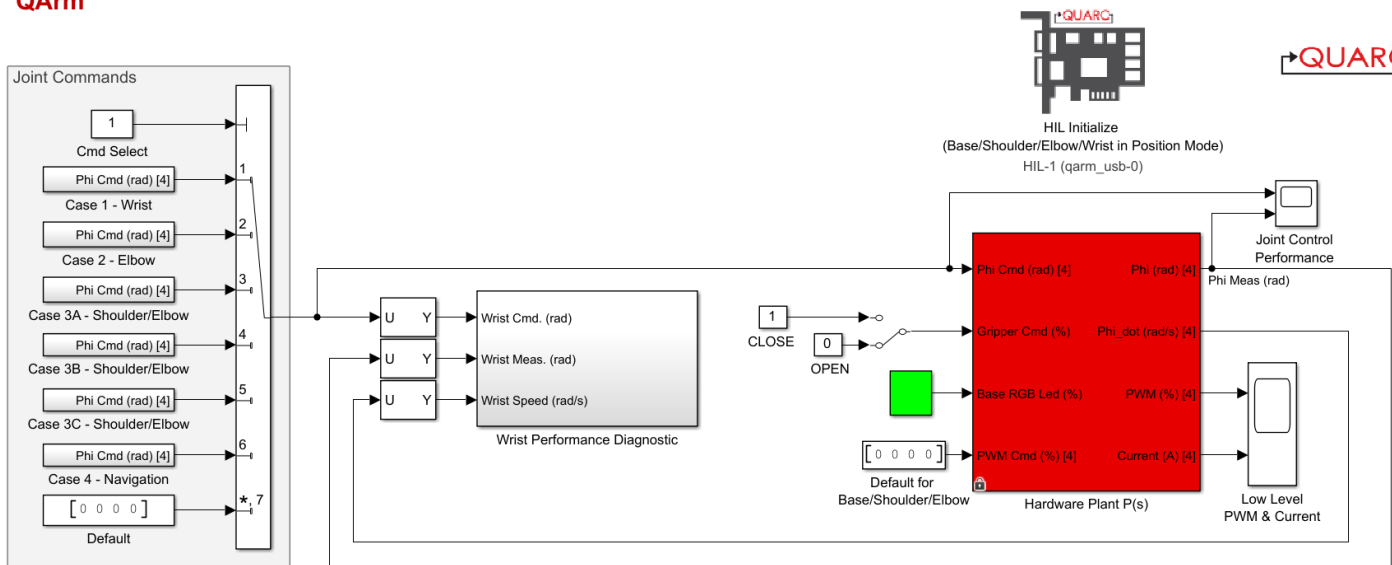 QArm
QUARC
QUARC
Joint Commands
1
Cmd Select
Phi Cmd (rad) [4]
1
Case 1 - Wrist
Phi Cmd (rad) [4]
2
Case 2 - Elbow
Phi Cmd (rad) [4]
3
Case 3A - Shoulder/Elbow
Phi Cmd (rad) [4]
4
Case 3B - Shoulder/Elbow
Phi Cmd (rad) [4]
5
Case 3C - Shoulder/Elbow
Phi Cmd (rad) [4]
6
Case 4 - Navigation
[0 0 0 0]
*, 7
Default
U Y
U Y
U Y
Wrist Cmd. (rad)
Wrist Meas. (rad)
Wrist Speed (rad/s)
Wrist Performance Diagnostic
HIL Initialize
(Base/Shoulder/Elbow/Wrist in Position Mode)
HIL-1 (qarm_usb-0)
1
CLOSE
0
OPEN
[0 0 0 0]
Default for
Base/Shoulder/Elbow
Phi Cmd (rad) [4]
Gripper Cmd (%)
Base RGB Led (%)
PWM Cmd (%) [4]
Phi (rad) [4]
Phi_dot (rad/s) [4]
PWM (%) [4]
Current (A) [4]
Hardware Plant P(s)
Joint Control
Performance
Phi Meas (rad)
Low Level
PWM & Current